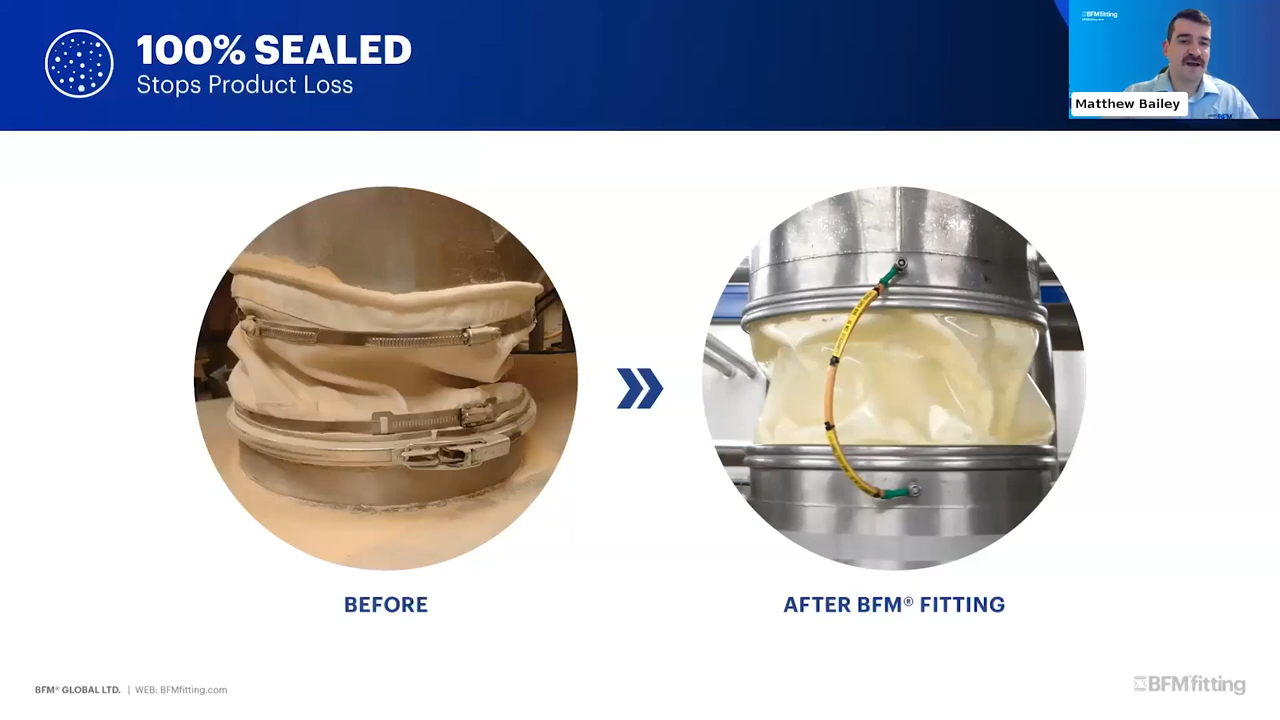 100% SEALED
Stops Product Loss
BFMfitting
Matthew Bailey
BFM
BEFORE
AFTER BFM® FITTING
BFM® GLOBAL LTD. | WEB: BFMfitting.com
BFMfitting